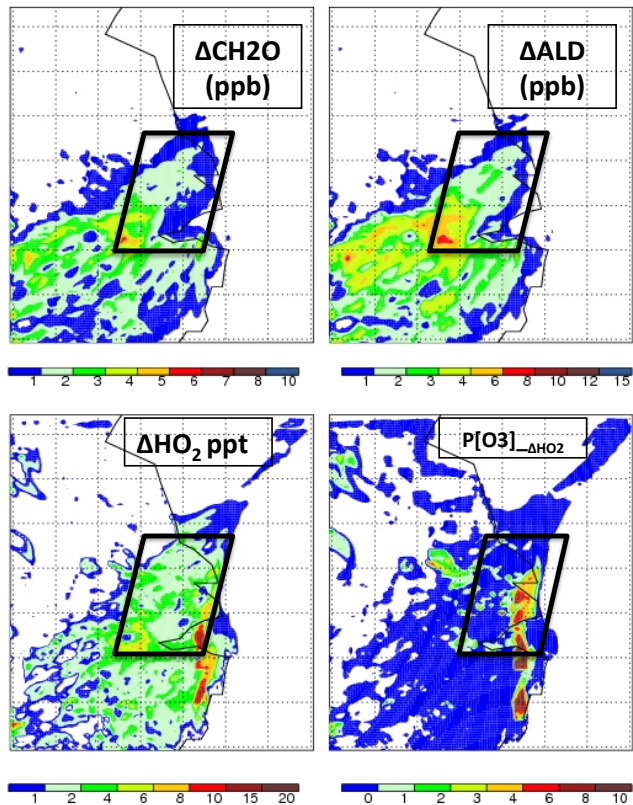 ΔCH2O
(ppb)
ΔALD
(ppb)
1 2 3 4 5 6 7 8 10
1 2 3 4 6 8 10 12 15
ΔHO₂ ppt
P[O3]_ΔHO2
1 2 4 6 8 10 15 20
0 1 2 4 6 8 10